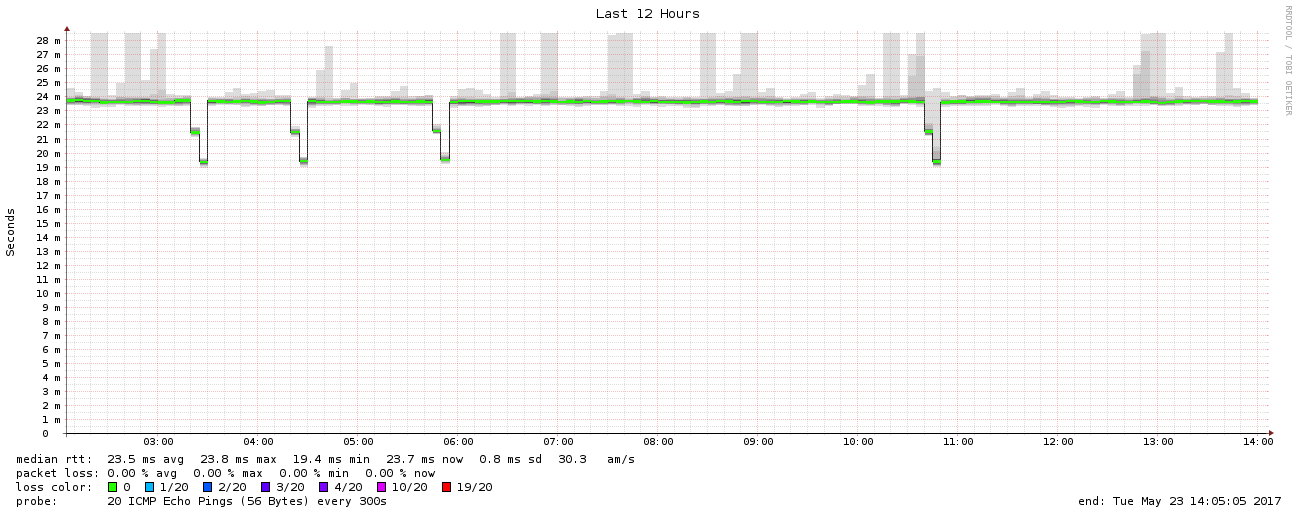 Last 12 Hours
RRDTOOL / TOBI OETIKER
Seconds
28 m
27 m
26 m
25 m
24 m
23 m
22 m
21 m
20 m
19 m
18 m
17 m
16 m
15 m
14 m
13 m
12 m
11 m
10 m
9 m
8 m
7 m
6 m
5 m
4 m
3 m
2 m
1 m
0
03:00 04:00 05:00 06:00 07:00 08:00 09:00 10:00 11:00 12:00 13:00 14:00
median rtt: 23.5 ms avg 23.8 ms max 19.4 ms min 23.7 ms now 0.8 ms sd 30.3 am/s
packet loss: 0.00 % avg 0.00 % max 0.00 % min 0.00 % now
loss color: 0 1/20 2/20 3/20 4/20 10/20 19/20
probe: 20 ICMP Echo Pings (56 Bytes) every 300s end: Tue May 23 14:05:05 2017